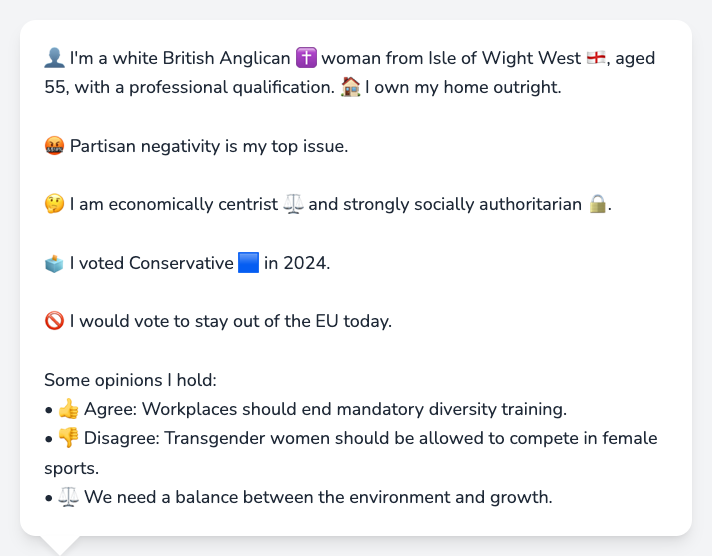 👤 I'm a white British Anglican ✝️ woman from Isle of Wight West 🏴󠁧󠁢󠁥󠁮󠁧󠁿, aged
55, with a professional qualification. 🏠 I own my home outright.
🤬 Partisan negativity is my top issue.
🤔 I am economically centrist ⚖️ and strongly socially authoritarian 🔒.
🗳️ I voted Conservative 🟦 in 2024.
🚫 I would vote to stay out of the EU today.
Some opinions I hold:
• 👍 Agree: Workplaces should end mandatory diversity training.
• 👎 Disagree: Transgender women should be allowed to compete in female
sports.
• ⚖️ We need a balance between the environment and growth.